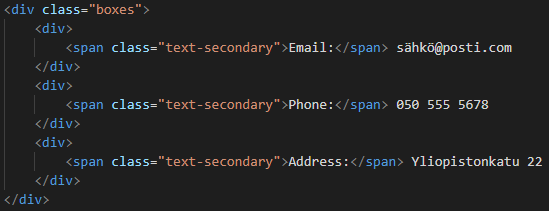 <div class="boxes">
    <div>
        <span class="text-secondary">Email:</span> sähkö@posti.com
    </div>
    <div>
        <span class="text-secondary">Phone:</span> 050 555 5678
    </div>
    <div>
        <span class="text-secondary">Address:</span> Yliopistonkatu 22
    </div>
</div>